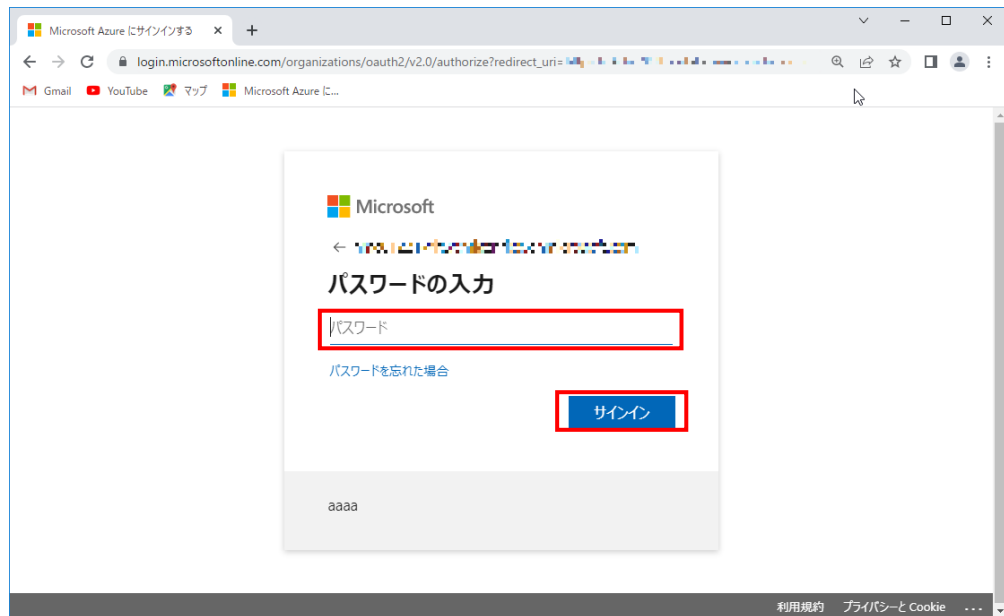 Microsoft Azure にサインインする
login.microsoftonline.com/organizations/oauth2/v2.0/authorize?redirect_uri=
Gmail YouTube マップ Microsoft Azure に...
Microsoft
パスワードの入力
パスワード
パスワードを忘れた場合
サインイン
aaaa
利用規約 プライバシーと Cookie ...